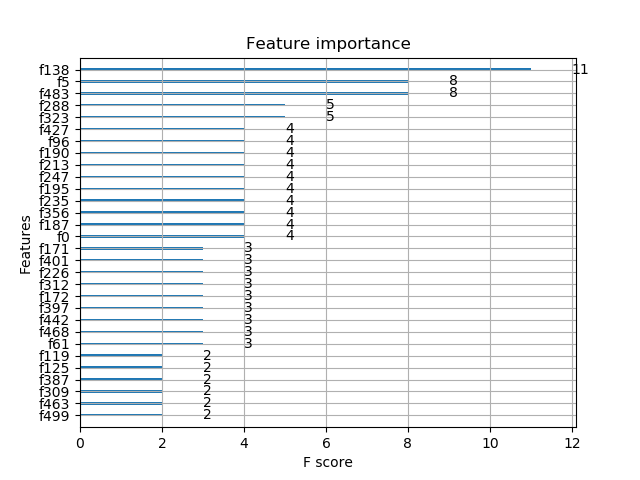 Feature importance
f138 11
f5 8
f483 8
f288 5
f323 5
f427 4
f96 4
f190 4
f213 4
f247 4
f195 4
f235 4
f356 4
f187 4
f0 4
f171 3
f401 3
f226 3
f312 3
f172 3
f397 3
f442 3
f468 3
f61 3
f119 2
f125 2
f387 2
f309 2
f463 2
f499 2
Features
0 2 4 6 8 10 12
F score